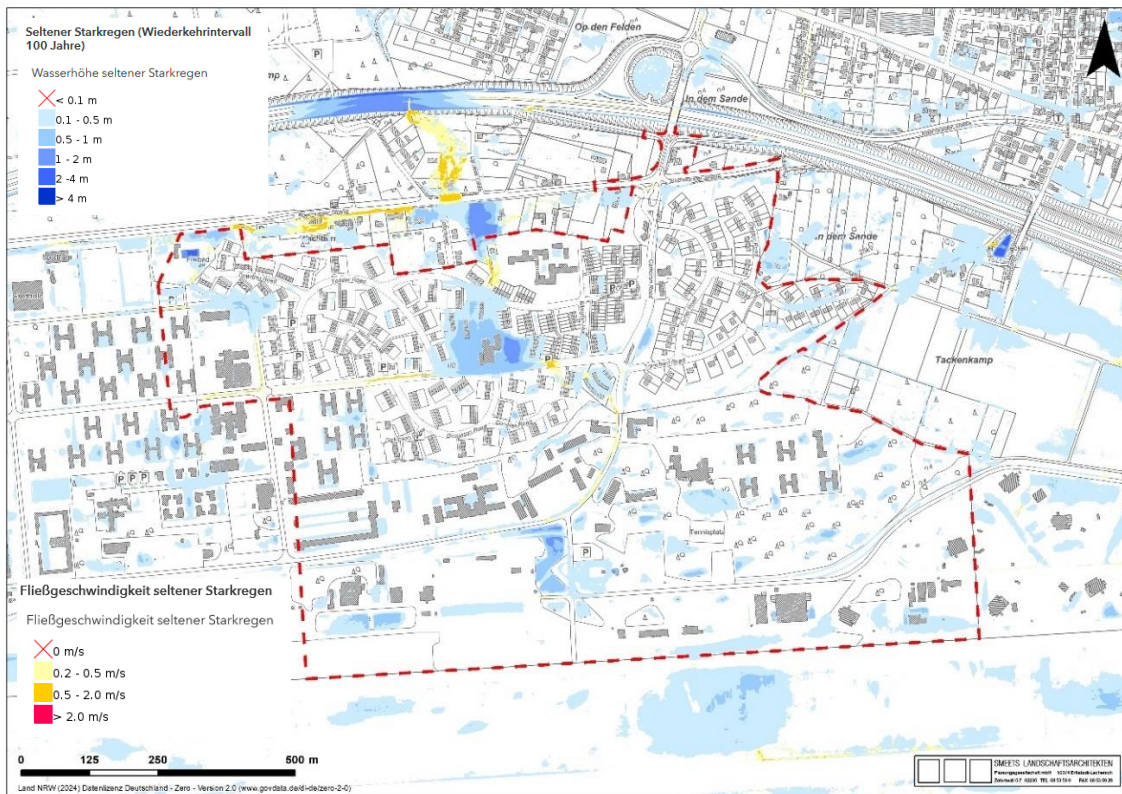 Seltener Starkregen (Wiederkehrintervall
100 Jahre)
Wasserhöhe seltener Starkregen
< 0.1 m
0.1 - 0.5 m
0.5 - 1 m
1 - 2 m
2 -4 m
> 4 m
Op den Felden
In dem Sande
In dem Sande
Tackenkamp
Tennisplatz
P
P
P
P
P
P
P P P
P
Fließgeschwindigkeit seltener Starkregen
Fließgeschwindigkeit seltener Starkregen
0 m/s
0.2 - 0.5 m/s
0.5 - 2.0 m/s
> 2.0 m/s
0 125 250 500 m
Land NRW (2024) Datenlizenz Deutschland - Zero - Version 2.0 (www.govdata.de/dl-de/zero-2-0)
SMEETS LANDSCHAFTSARCHITEKTEN